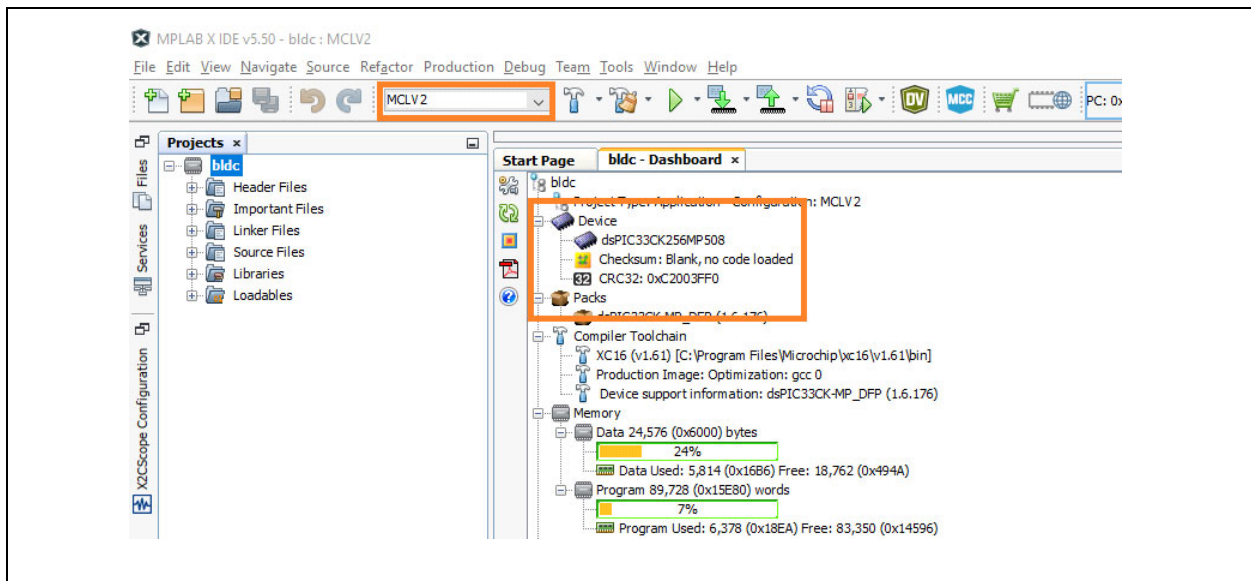 MPLAB X IDE v5.50 - bldc : MCLV2
File Edit View Navigate Source Refactor Production Debug Team Tools Window Help
MCLV2
DV
MCC
PC: 0x
Projects ×
Files
Services
X2CScope Configuration
bldc
Header Files
Important Files
Linker Files
Source Files
Libraries
Loadables
Start Page
bldc - Dashboard ×
bldc
Project Type: Application - Configuration: MCLV2
Device
dsPIC33CK256MP508
Checksum: Blank, no code loaded
32 CRC32: 0xC2003FF0
Packs
dsPIC33CK-MP_DFP (1.6.176)
Compiler Toolchain
XC16 (v1.61) [C:\Program Files\Microchip\xc16\v1.61\bin]
Production Image: Optimization: gcc 0
Device support information: dsPIC33CK-MP_DFP (1.6.176)
Memory
Data 24,576 (0x6000) bytes
24%
Data Used: 5,814 (0x16B6) Free: 18,762 (0x494A)
Program 89,728 (0x15E80) words
7%
Program Used: 6,378 (0x18EA) Free: 83,350 (0x14596)